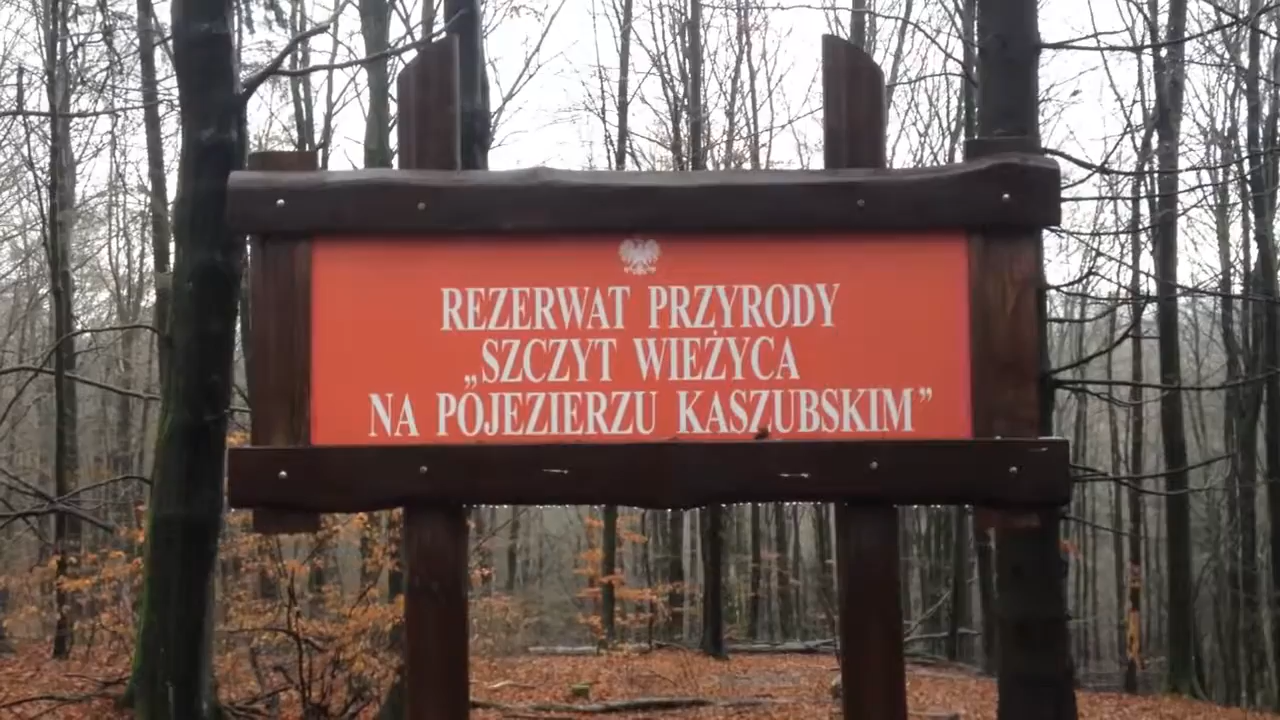 REZERWAT PRZYRODY
„SZCZYT WIEŻYCA
NA POJEZIERZU KASZUBSKIM”